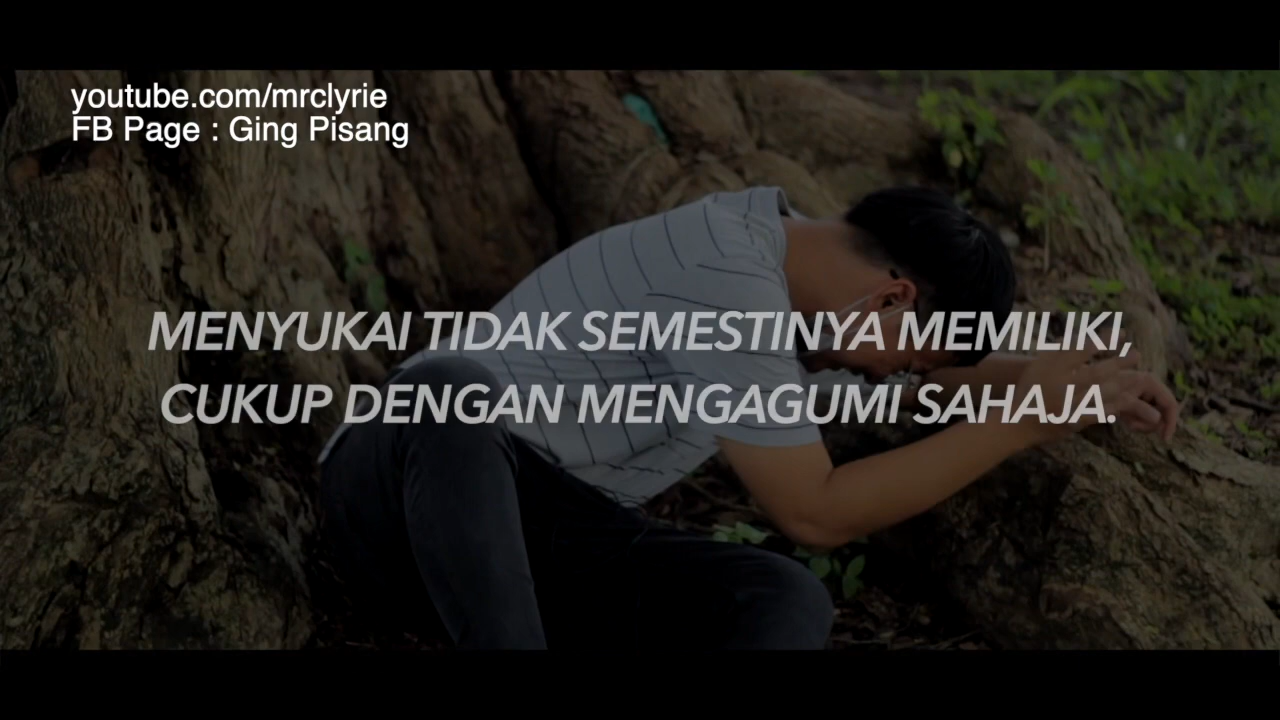 youtube.com/mrclyrie
FB Page : Ging Pisang
MENYUKAI TIDAK SEMESTINYA MEMILIKI,
CUKUP DENGAN MENGAGUMI SAHAJA.